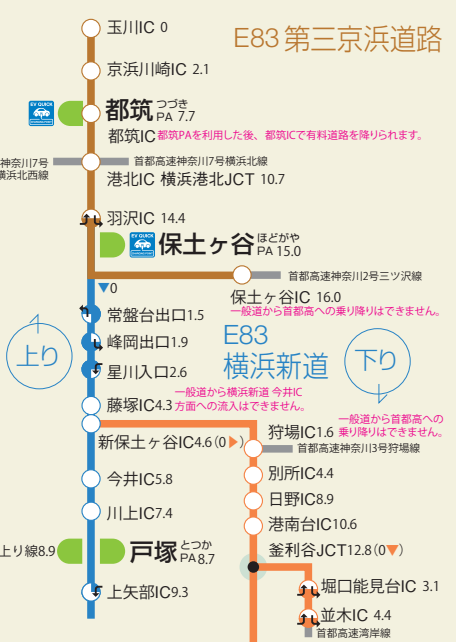 玉川IC 0
E83 第三京浜道路
京浜川崎IC 2.1
EV QUICK
都筑 つづき PA 7.7
都筑IC 都筑PAを利用した後、都筑ICで有料道路を降りられます。
神奈川7号
横浜北西線
首都高速神奈川7号横浜北線
港北IC 横浜港北JCT 10.7
羽沢IC 14.4
EV QUICK
保土ヶ谷 ほどがや PA 15.0
首都高速神奈川2号三ツ沢線
▼0
保土ヶ谷IC 16.0
一般道から首都高への乗り降りはできません。
常盤台出口1.5
峰岡出口1.9
星川入口2.6
E83
横浜新道
上り
下り
一般道から横浜新道 今井IC
方面への流入はできません。
藤塚IC4.3
一般道から首都高への
乗り降りはできません。
狩場IC1.6
新保土ヶ谷IC4.6(0▶)
首都高速神奈川3号狩場線
別所IC4.4
今井IC5.8
日野IC8.9
川上IC7.4
港南台IC10.6
上り線8.9
戸塚 とつか PA8.7
釜利谷JCT12.8(0▼)
上矢部IC9.3
堀口能見台IC 3.1
並木IC 4.4
首都高速湾岸線